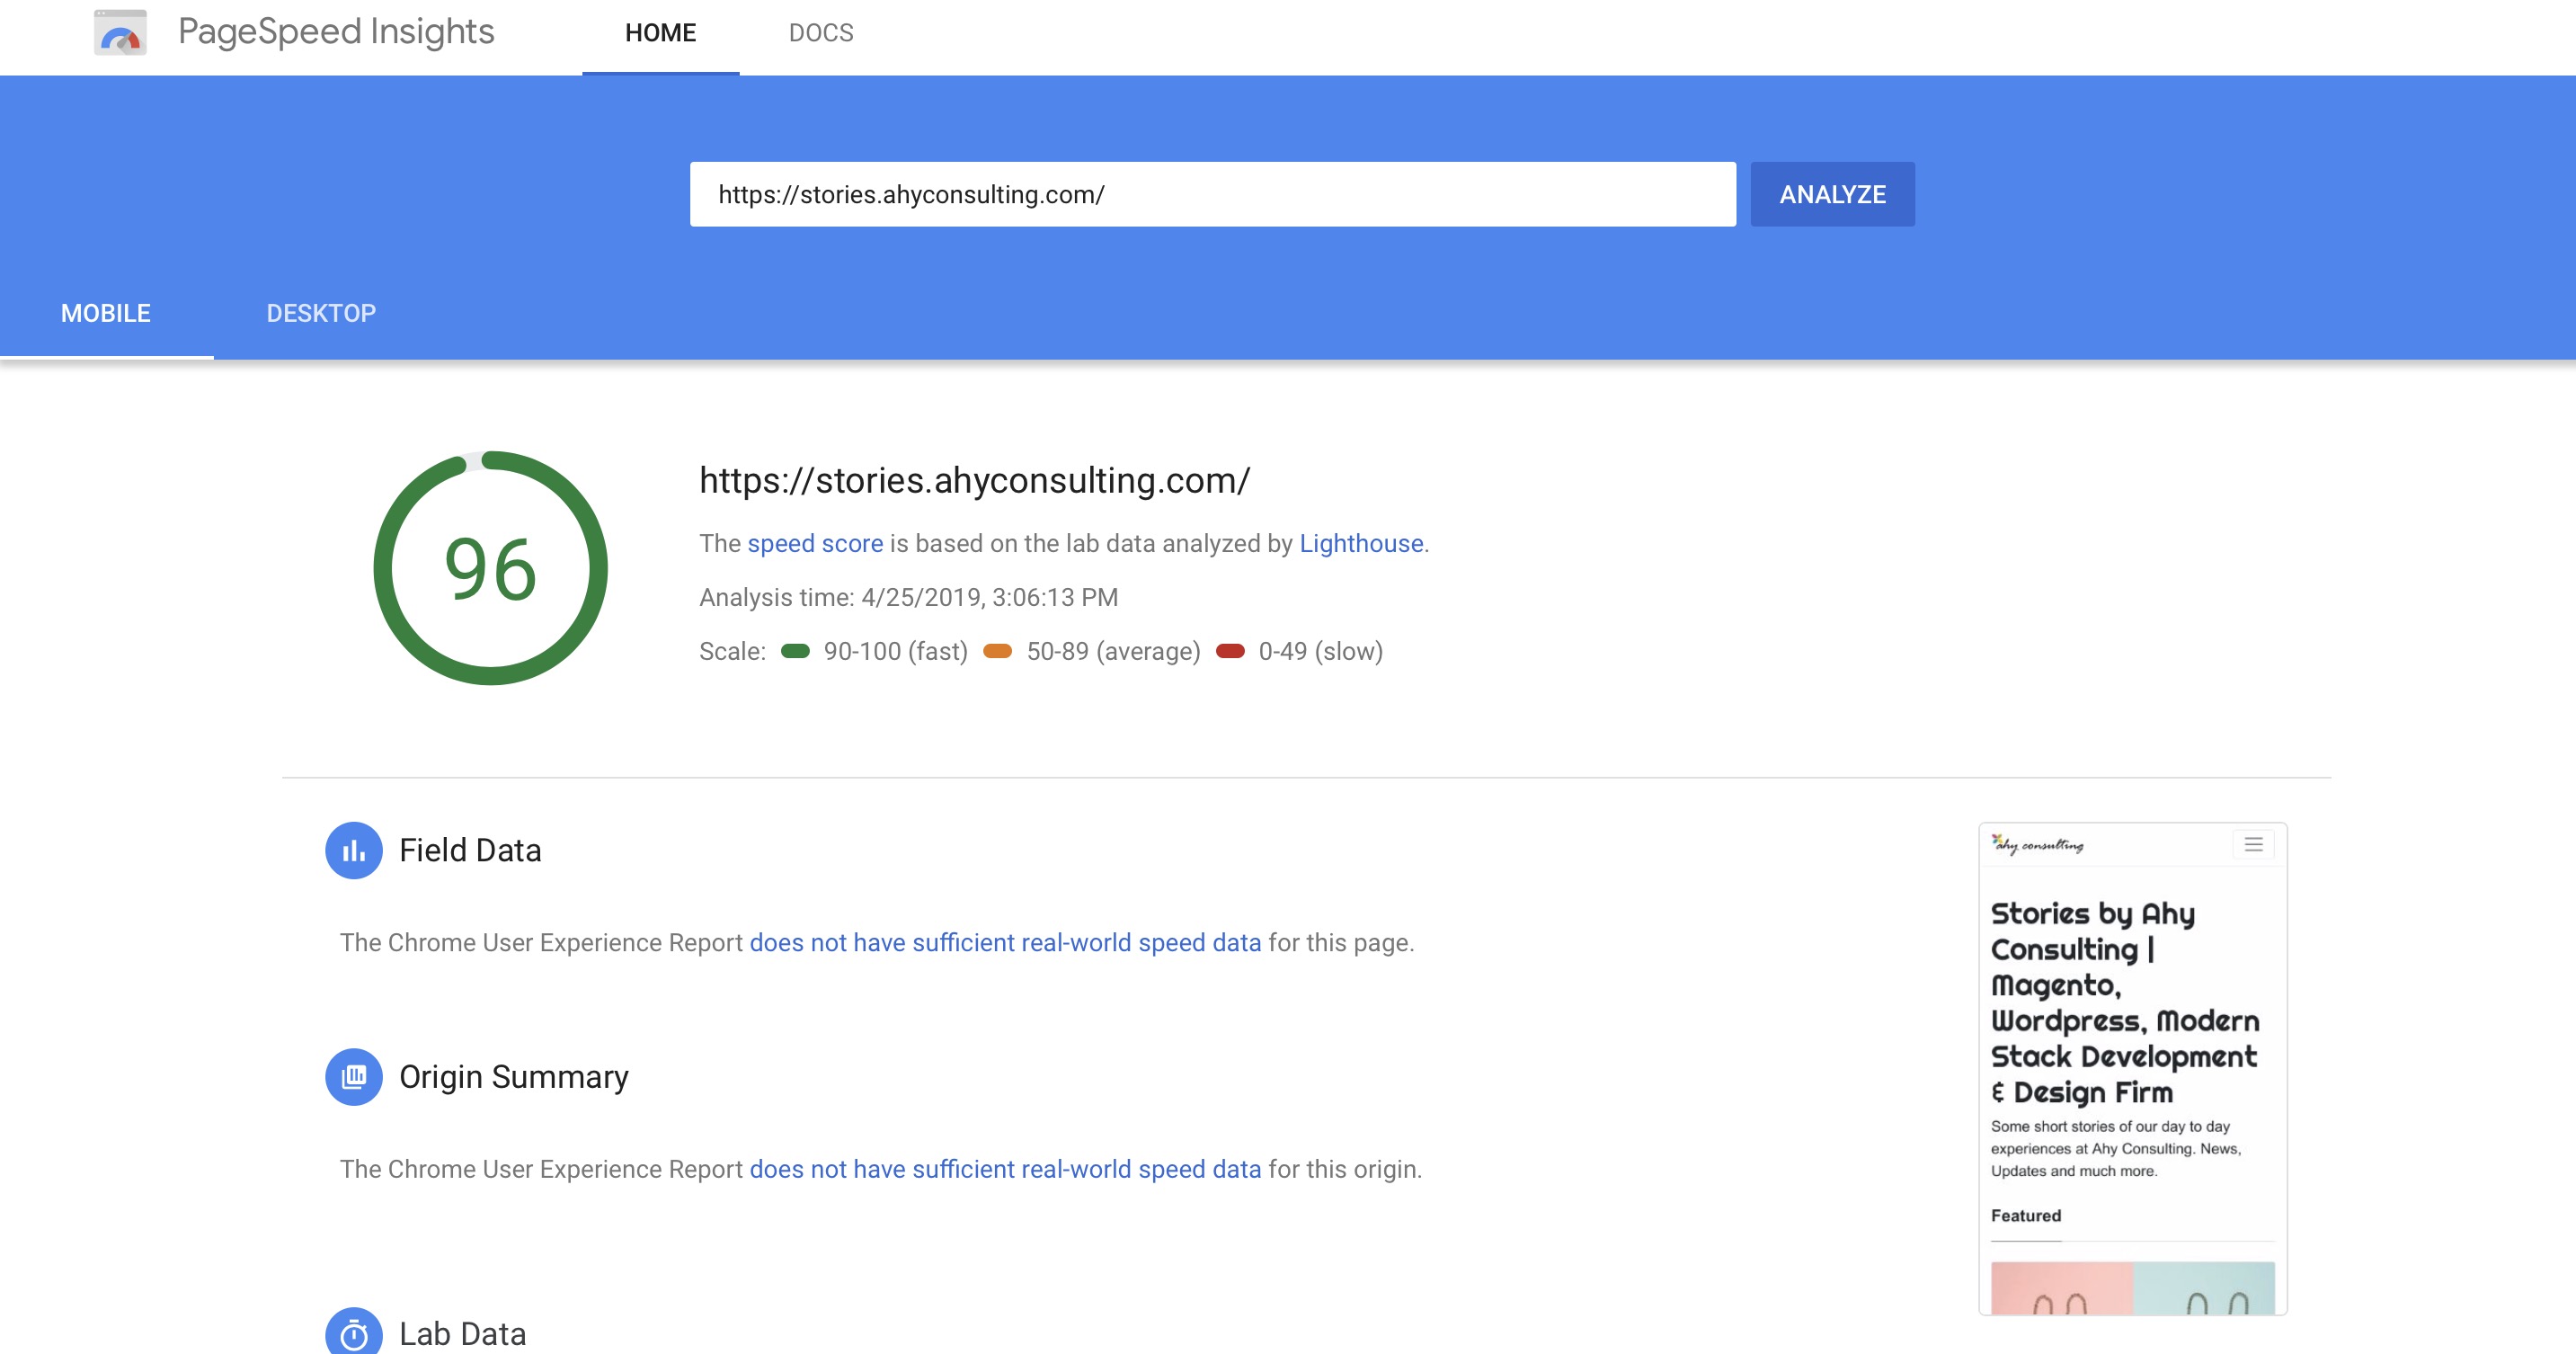 PageSpeed Insights
HOME
DOCS
https://stories.ahyconsulting.com/
ANALYZE
MOBILE
DESKTOP
96
https://stories.ahyconsulting.com/
The speed score is based on the lab data analyzed by Lighthouse.
Analysis time: 4/25/2019, 3:06:13 PM
Scale: 90-100 (fast) 50-89 (average) 0-49 (slow)
Field Data
The Chrome User Experience Report does not have sufficient real-world speed data for this page.
Origin Summary
The Chrome User Experience Report does not have sufficient real-world speed data for this origin.
Lab Data
ahy consulting
Stories by Ahy
Consulting |
Magento,
Wordpress, Modern
Stack Development
& Design Firm
Some short stories of our day to day
experiences at Ahy Consulting. News,
Updates and much more.
Featured